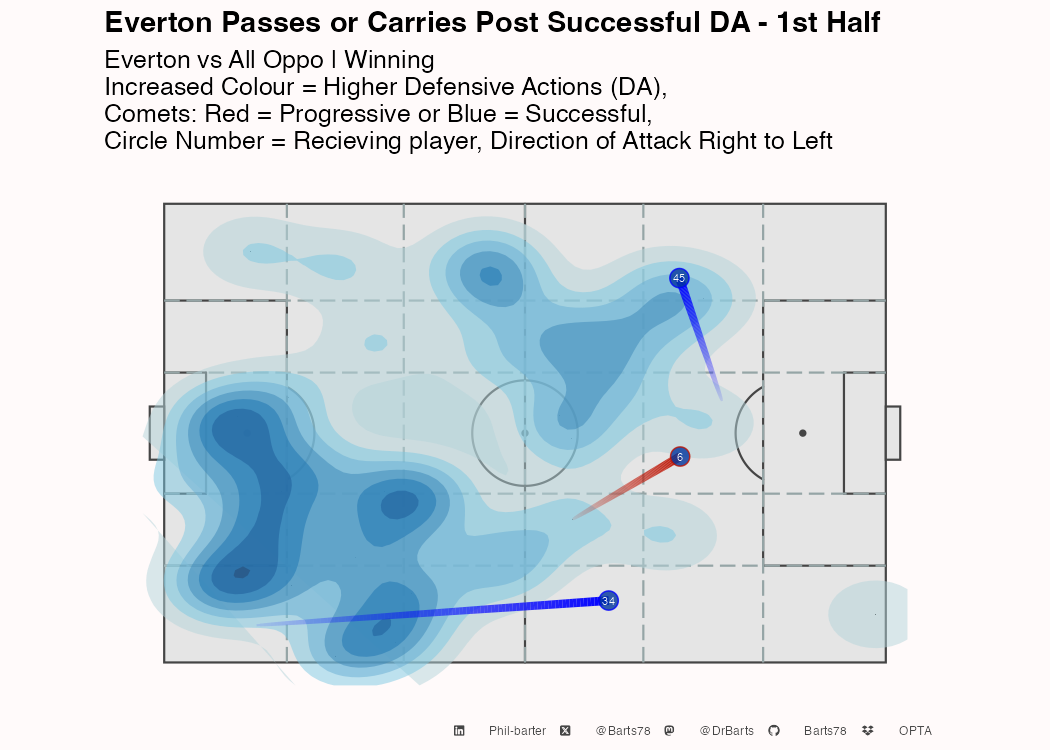 Everton Passes or Carries Post Successful DA - 1st Half
Everton vs All Oppo | Winning
Increased Colour = Higher Defensive Actions (DA),
Comets: Red = Progressive or Blue = Successful,
Circle Number = Recieving player, Direction of Attack Right to Left
45
6
34
Phil-barter @Barts78 @DrBarts Barts78 OPTA